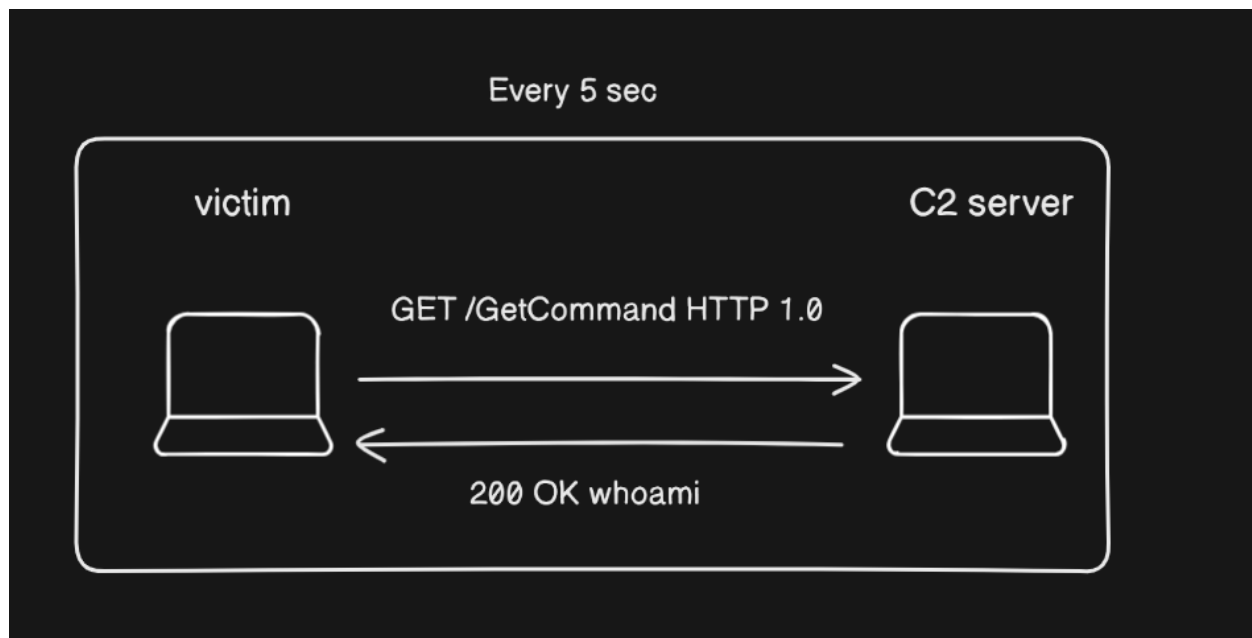 Every 5 sec
victim
C2 server
GET /GetCommand HTTP 1.0
200 OK whoami